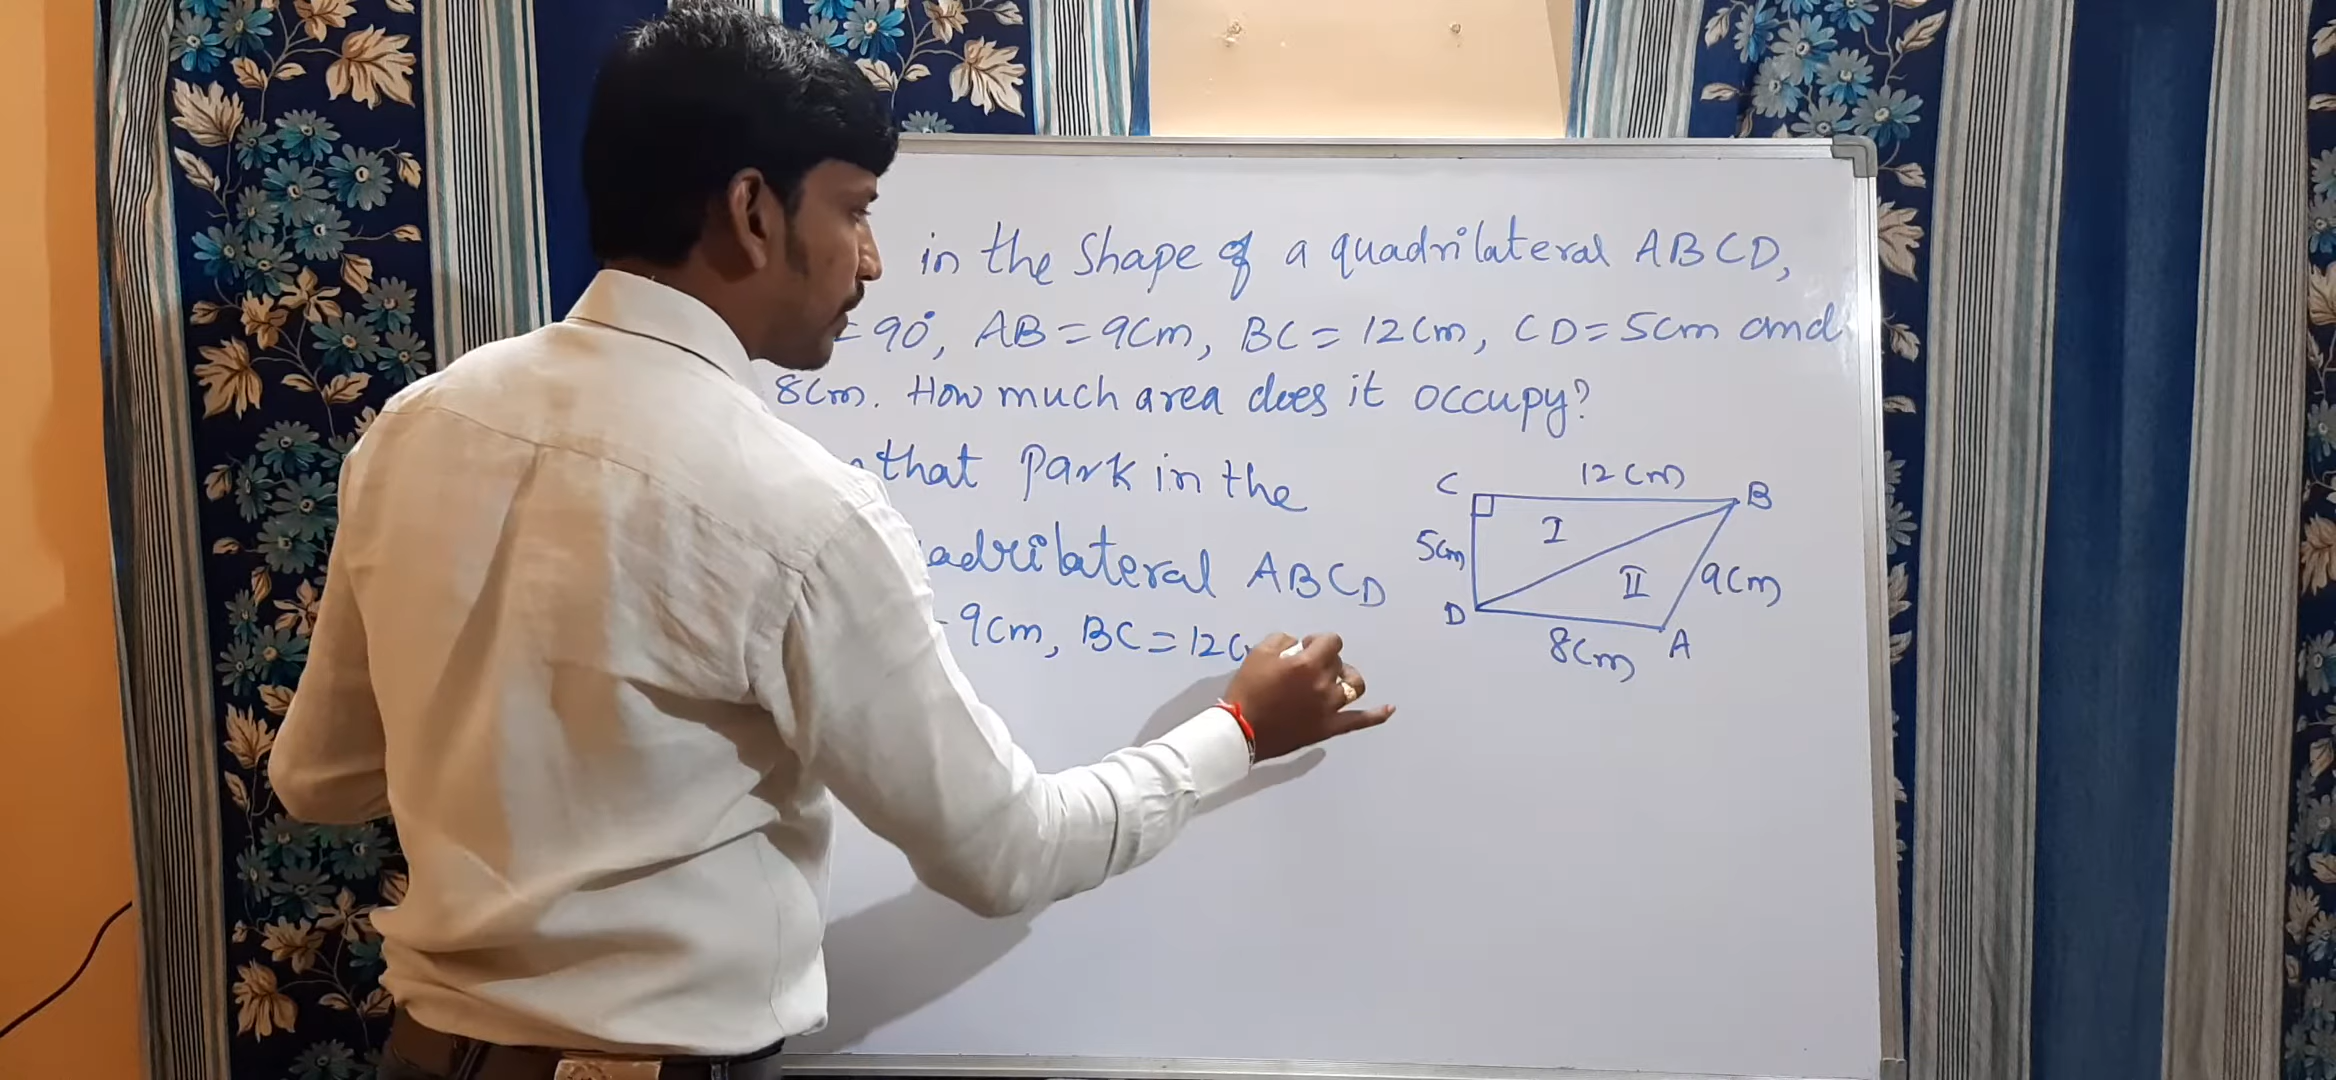 in the shape of a quadrilateral ABCD,
= 90°, AB = 9cm, BC = 12cm, CD = 5cm and
8cm. How much area does it occupy?
that park in the
ABCD
9cm, BC = 12c
C
12cm
B
I
5cm
II
9cm
D
8cm
A